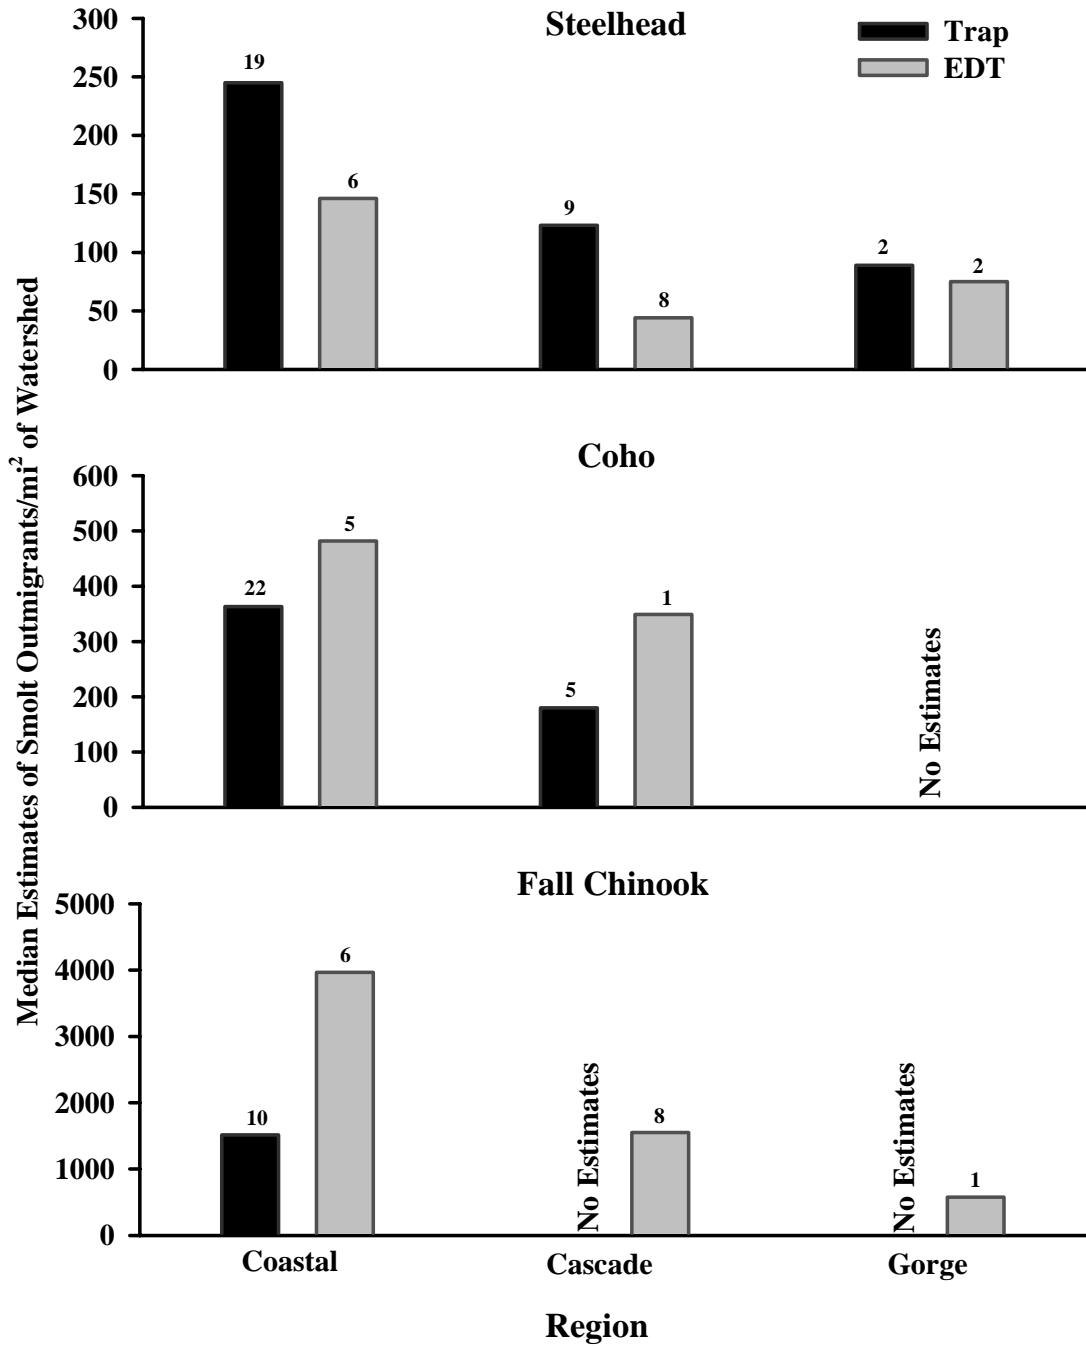 Median Estimates of Smolt Outmigrants/mi² of Watershed
Steelhead
Trap
EDT
300
250
200
150
100
50
0
19
6
9
8
2
2
Coho
600
500
400
300
200
100
0
22
5
5
1
No Estimates
Fall Chinook
5000
4000
3000
2000
1000
0
10
6
No Estimates
8
No Estimates
1
Coastal
Cascade
Gorge
Region